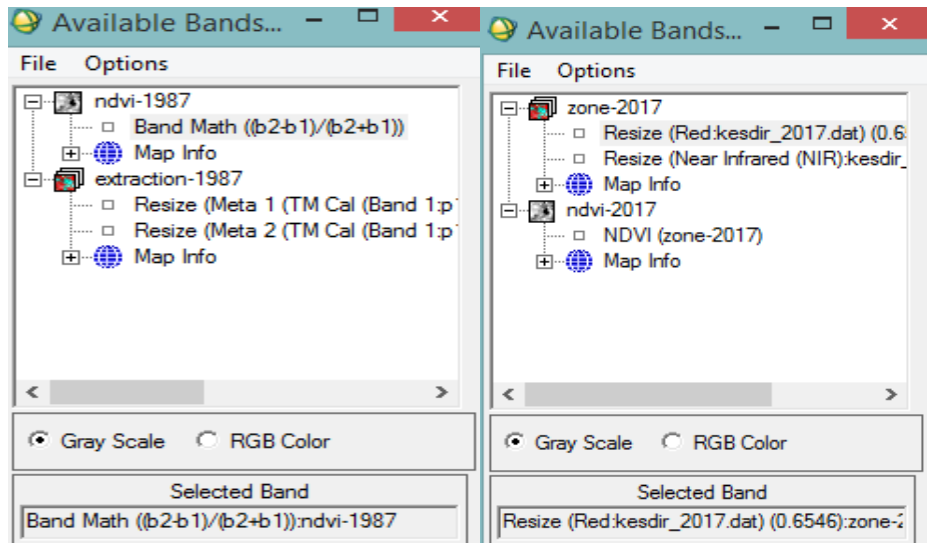 Available Bands...
File Options
ndvi-1987
Band Math ((b2-b1)/(b2+b1))
Map Info
extraction-1987
Resize (Meta 1 (TM Cal (Band 1:p
Resize (Meta 2 (TM Cal (Band 1:p
Map Info
Gray Scale RGB Color
Selected Band
Band Math ((b2-b1)/(b2+b1)):ndvi-1987
Available Bands...
File Options
zone-2017
Resize (Red:kesdir_2017.dat) (0.6
Resize (Near Infrared (NIR):kesdir_
Map Info
ndvi-2017
NDVI (zone-2017)
Map Info
Gray Scale RGB Color
Selected Band
Resize (Red:kesdir_2017.dat) (0.6546):zone-2